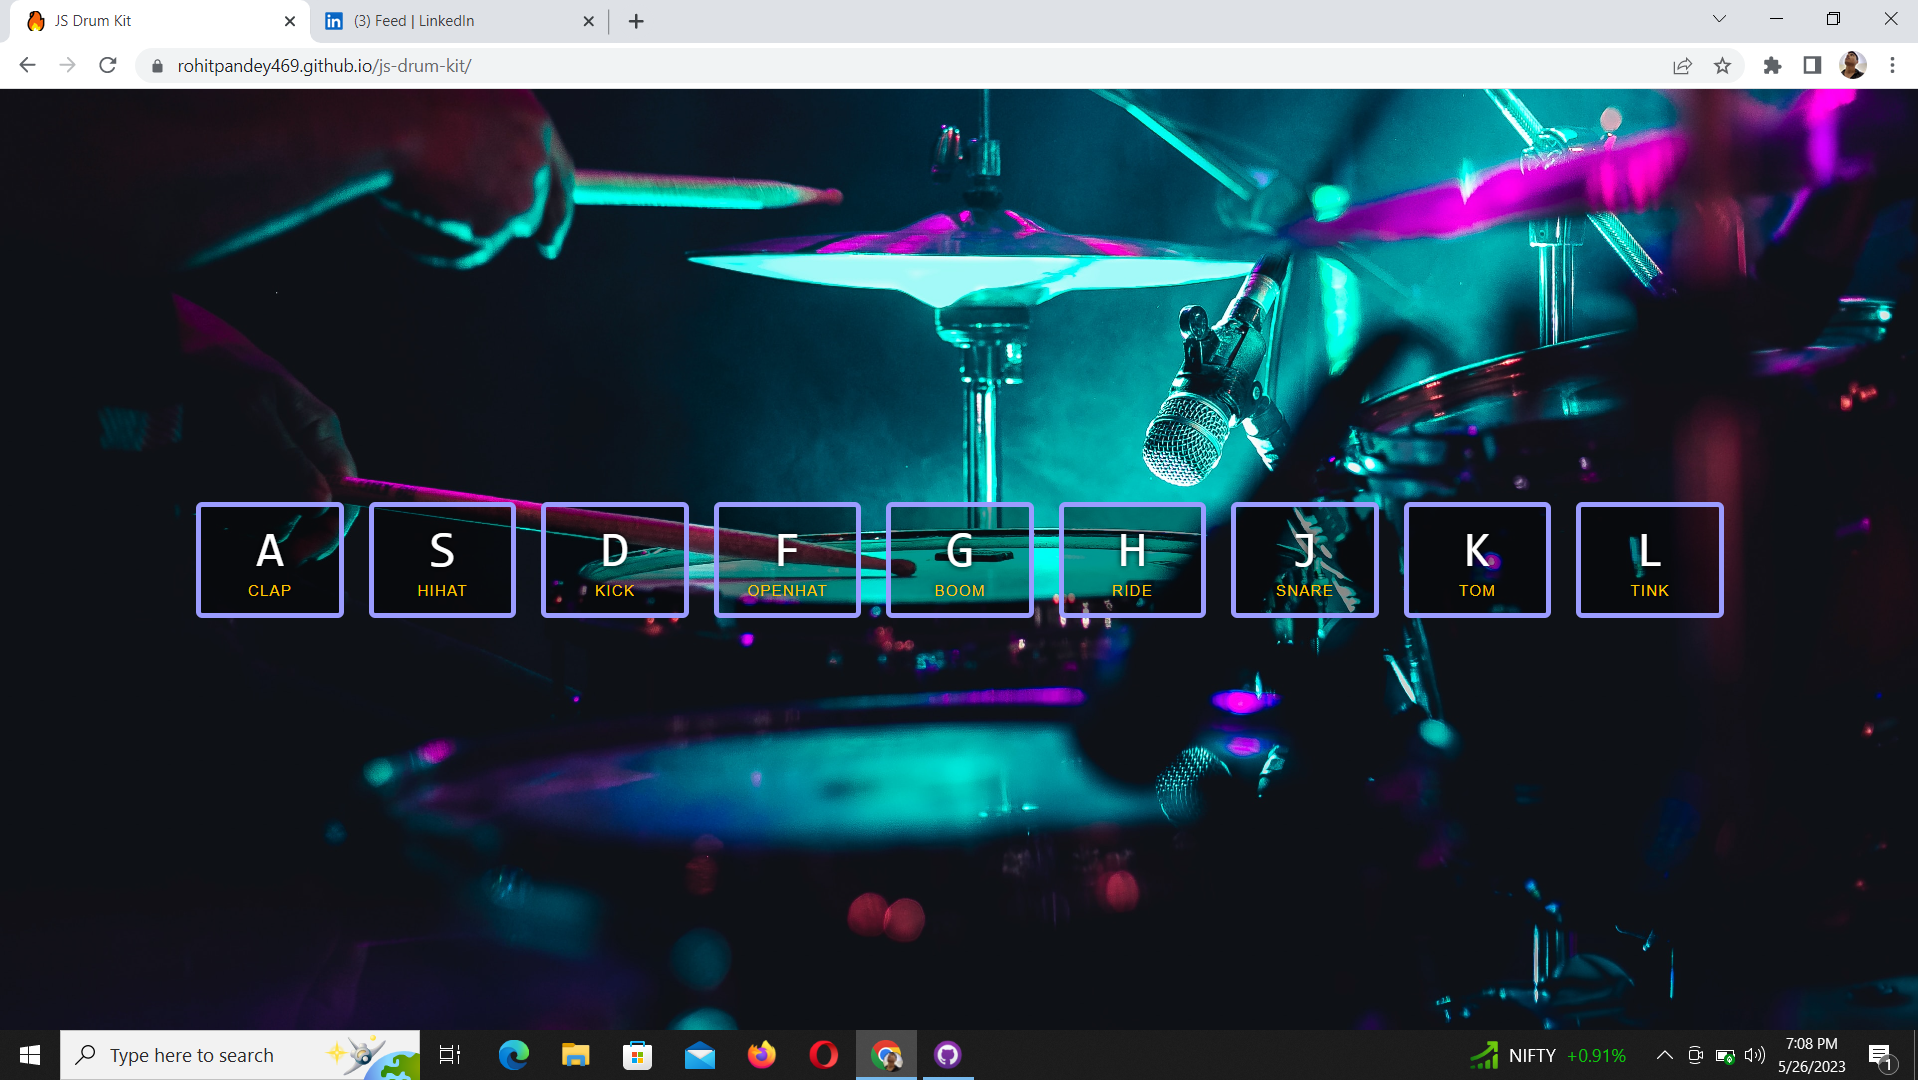 JS Drum Kit
(3) Feed | LinkedIn
rohitpandey469.github.io/js-drum-kit/
A S D F G H J K L
CLAP HIHAT KICK OPENHAT BOOM RIDE SNARE TOM TINK
Type here to search
NIFTY +0.91%
7:08 PM
5/26/2023
1